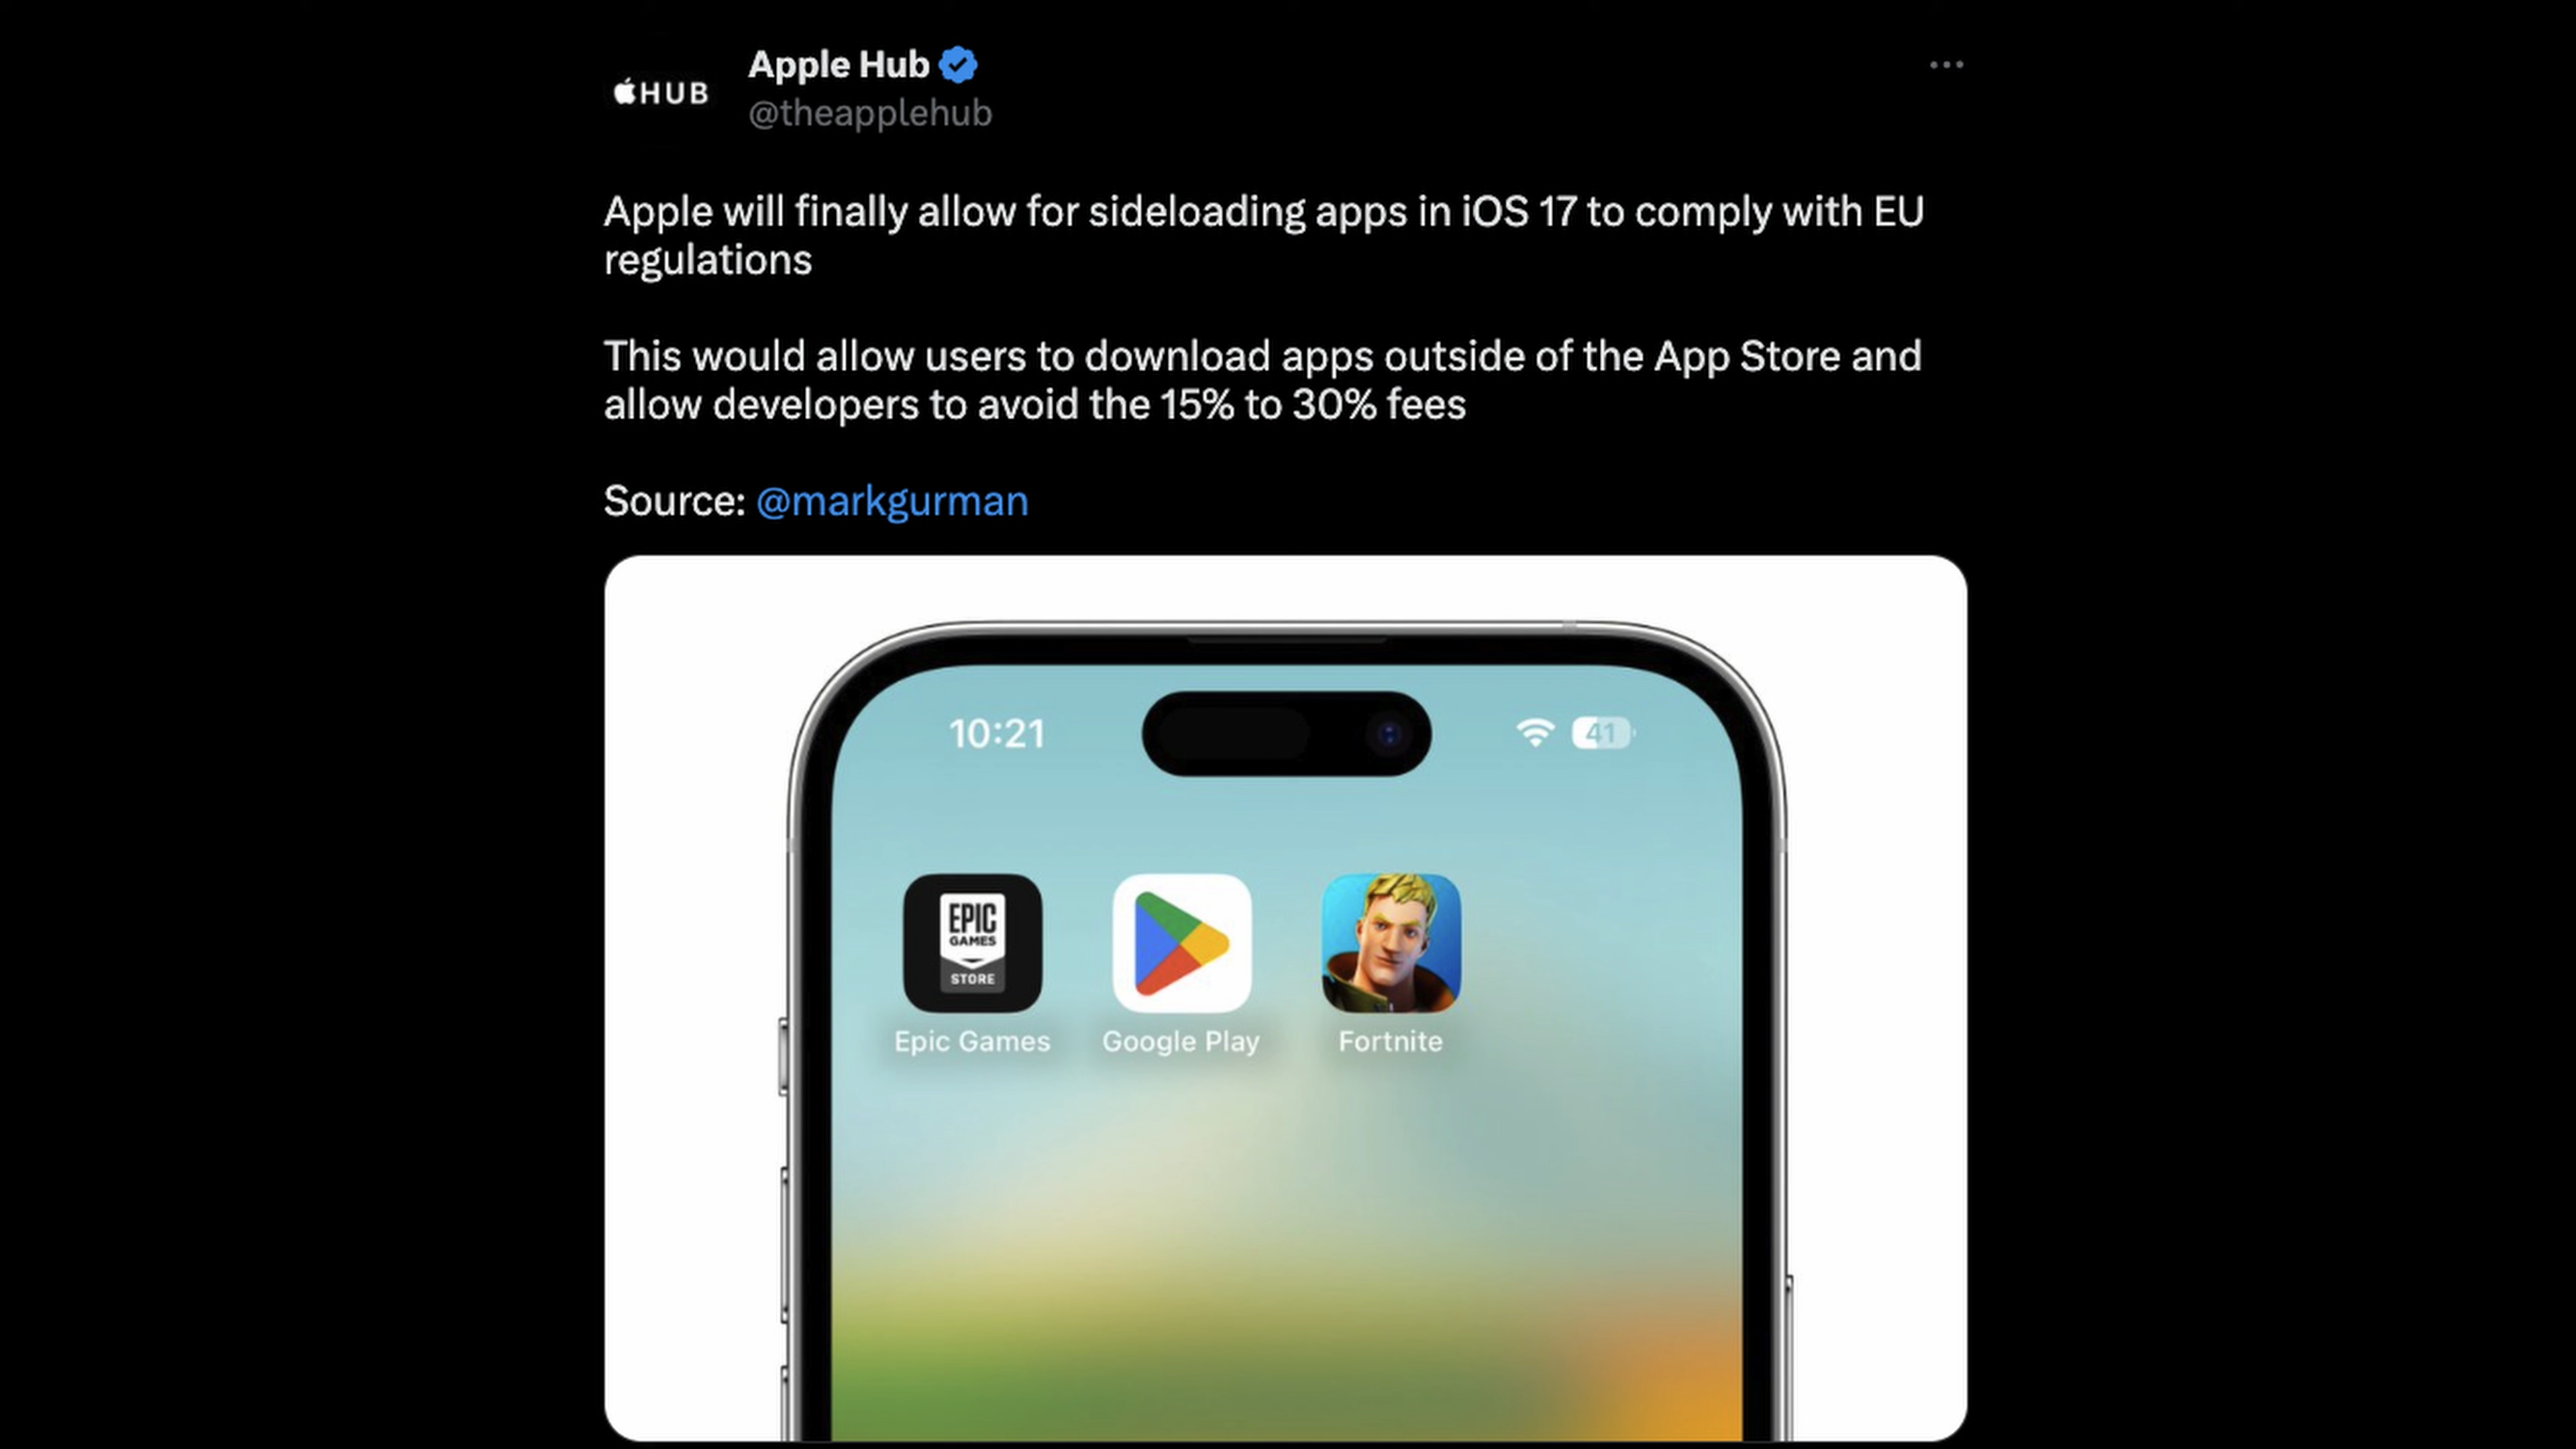 HUB
Apple Hub
@theapplehub
Apple will finally allow for sideloading apps in iOS 17 to comply with EU
regulations
This would allow users to download apps outside of the App Store and
allow developers to avoid the 15% to 30% fees
Source: @markgurman
10:21
41
EPIC
GAMES
STORE
Epic Games
Google Play
Fortnite